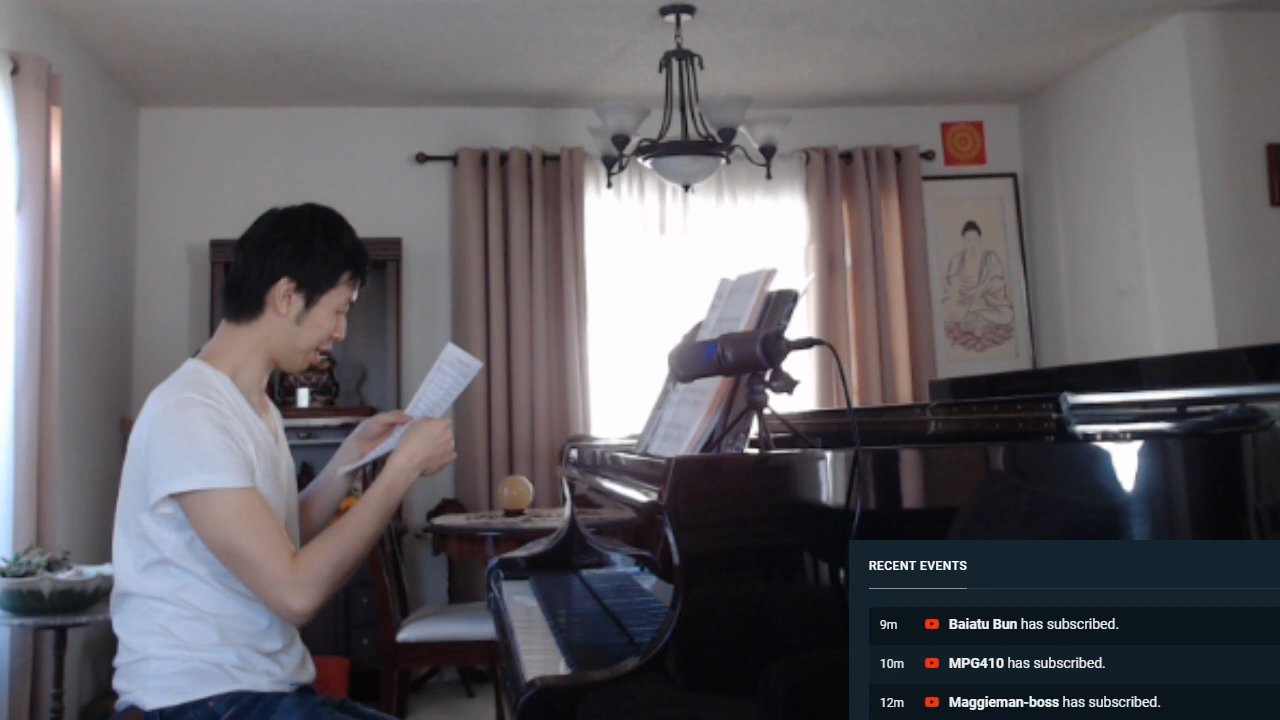 RECENT EVENTS
9m Baiatu Bun has subscribed.
10m MPG410 has subscribed.
12m Maggieman-boss has subscribed.